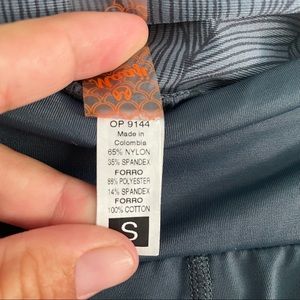 OP 9144
Made in
Colombia
65% NYLON
35% SPANDEX
FORRO
86% POLYESTER
14% SPANDEX
FORRO
100% COTTON
S